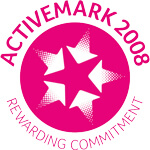 ACTIVEMARK 2008
REWARDING COMMITMENT